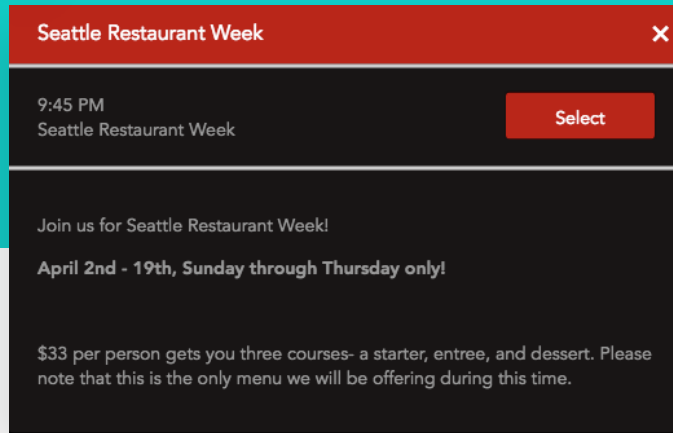 Seattle Restaurant Week ×
9:45 PM
Seattle Restaurant Week
Select
Join us for Seattle Restaurant Week!
April 2nd - 19th, Sunday through Thursday only!
$33 per person gets you three courses- a starter, entree, and dessert. Please
note that this is the only menu we will be offering during this time.